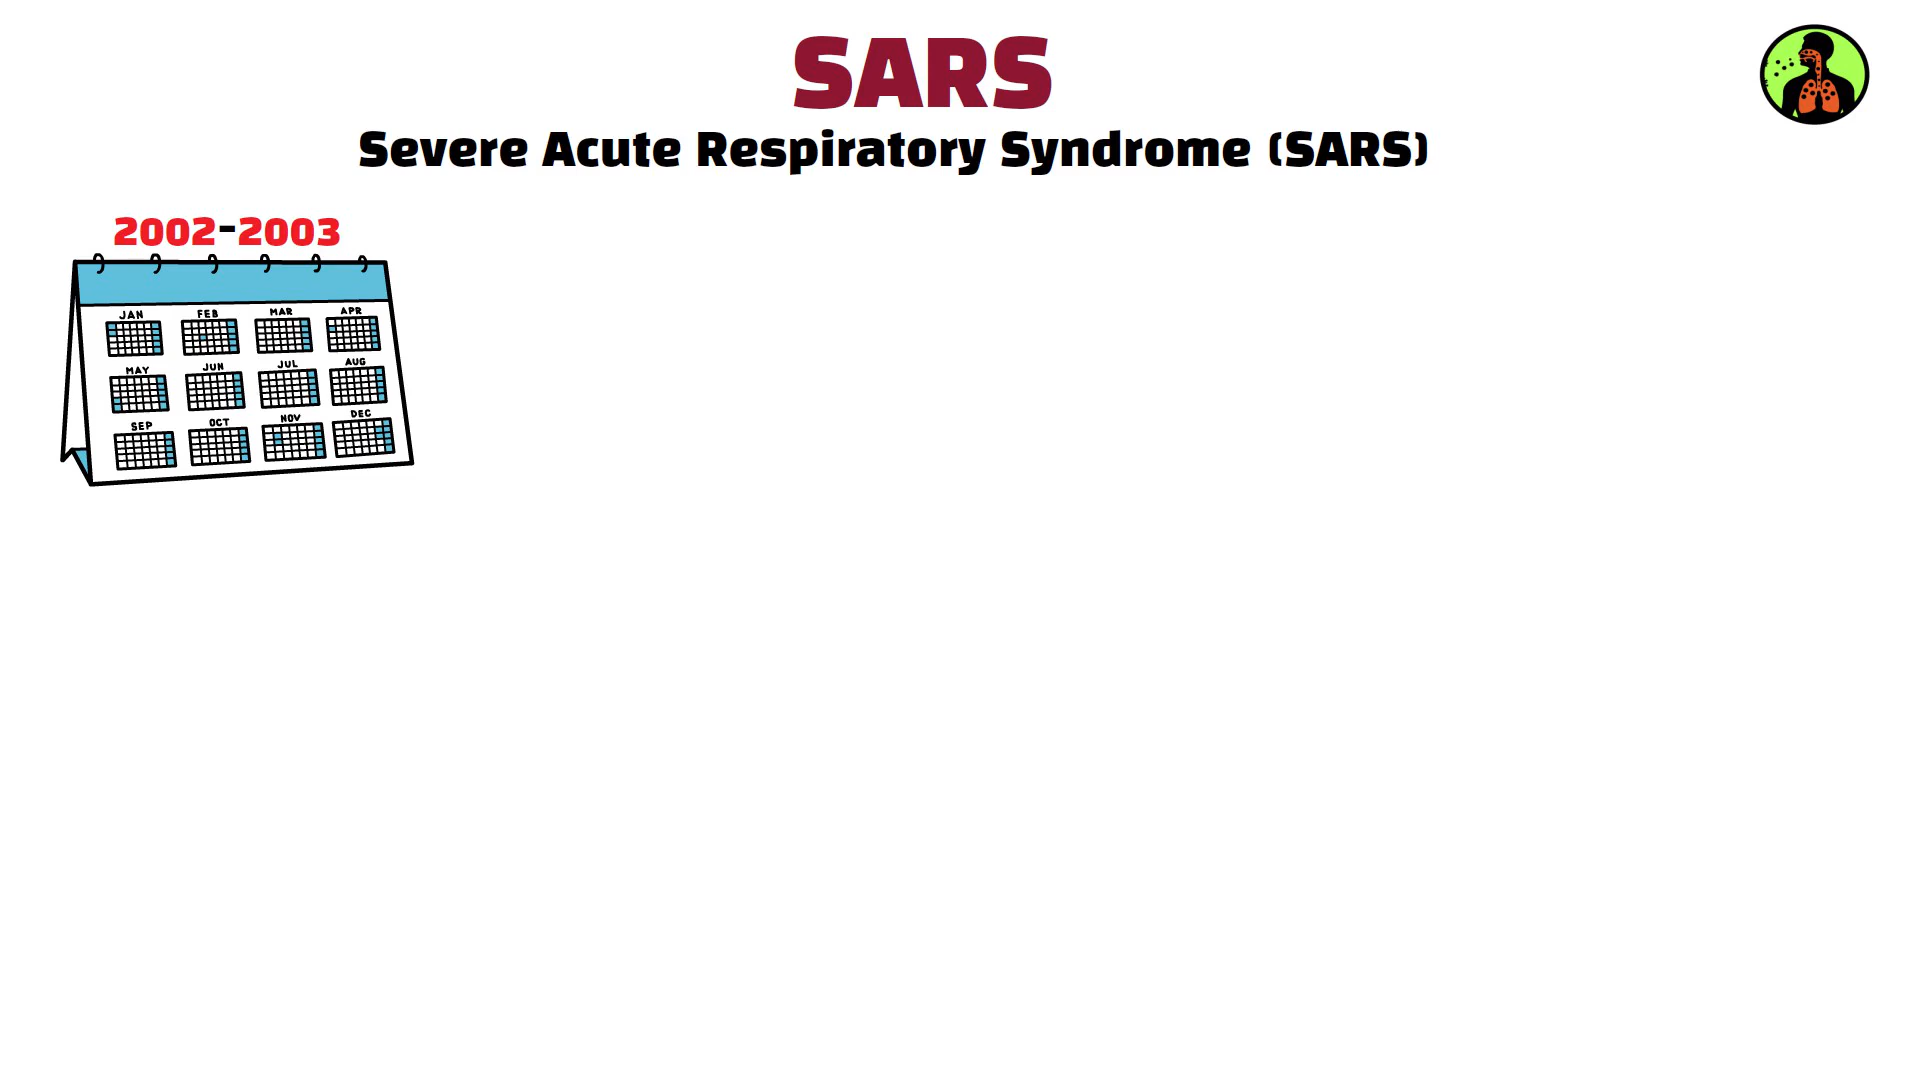 SARS
Severe Acute Respiratory Syndrome (SARS)
2002-2003
JAN FEB MAR APR
MAY JUN JUL AUG
SEP OCT NOV DEC